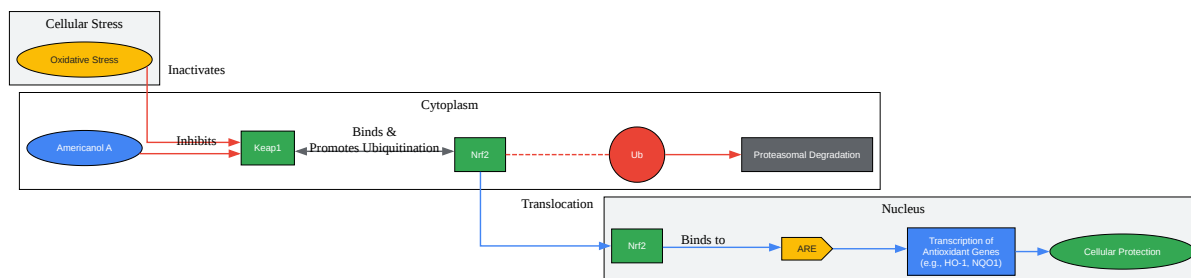 Cellular Stress
Oxidative Stress
Inactivates
Cytoplasm
Americanol A
Inhibits
Keap1
Binds &
Promotes Ubiquitination
Nrf2
Ub
Proteasomal Degradation
Translocation
Nucleus
Nrf2
Binds to
ARE
Transcription of
Antioxidant Genes
(e.g., HO-1, NQO1)
Cellular Protection